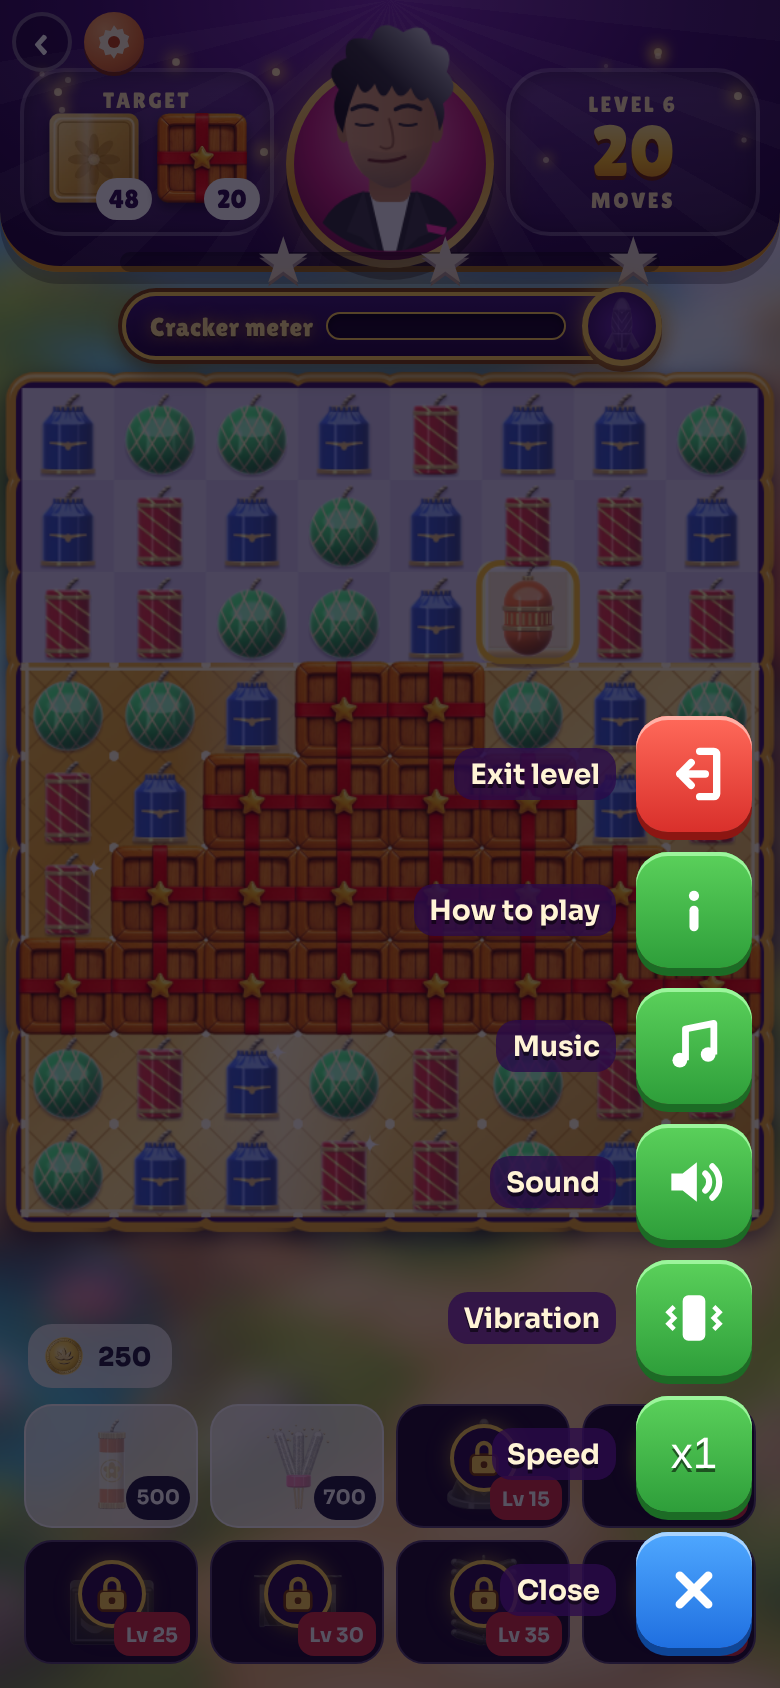 TARGET
48
20
LEVEL 6
20
MOVES
Cracker meter
Exit level
How to play
Music
Sound
Vibration
250
500
700
Lv 15
Speed
x1
Lv 25
Lv 30
Lv 35
Close